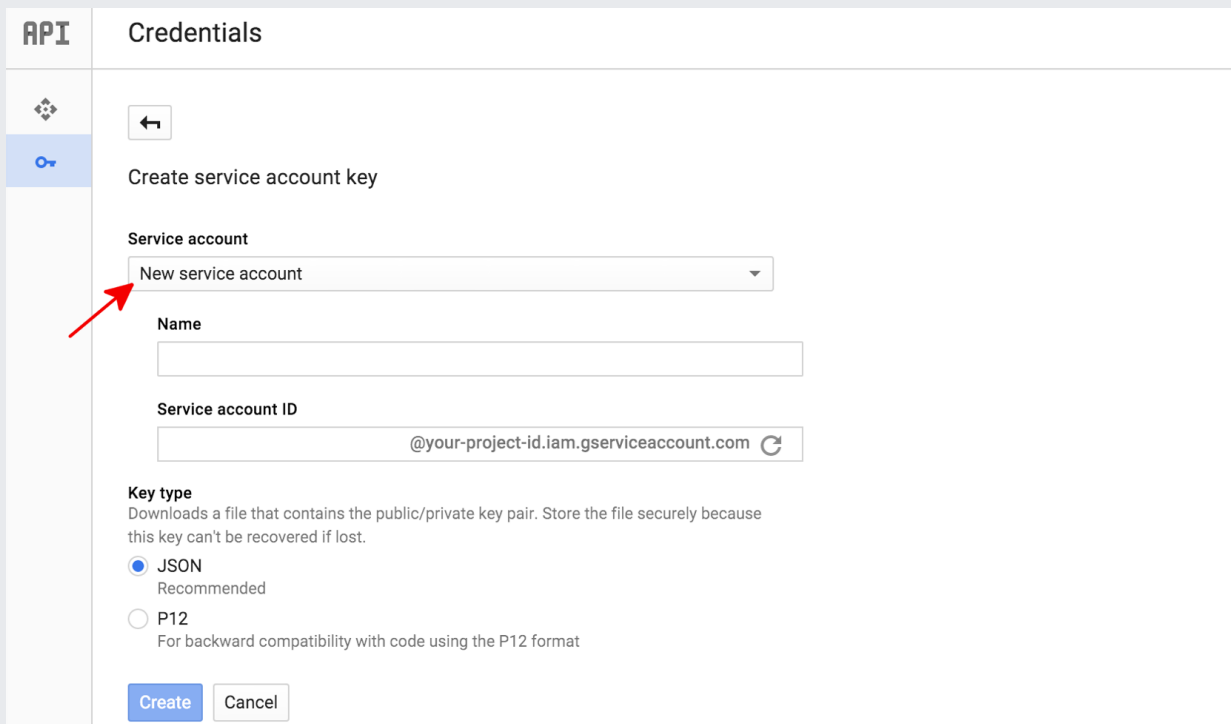 API
Credentials
Create service account key
Service account
New service account
Name
Service account ID
@your-project-id.iam.gserviceaccount.com
Key type
Downloads a file that contains the public/private key pair. Store the file securely because
this key can't be recovered if lost.
JSON
Recommended
P12
For backward compatibility with code using the P12 format
Create Cancel